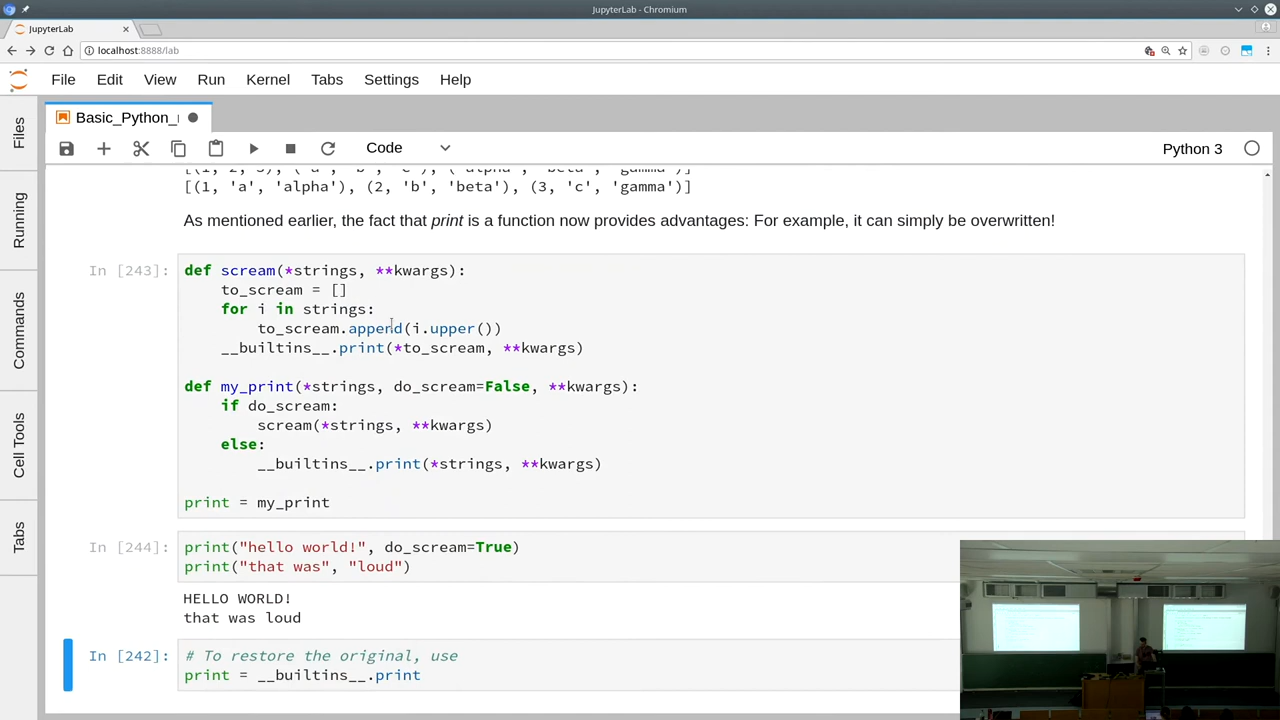 JupyterLab - Chromium
JupyterLab
localhost:8888/lab
File Edit View Run Kernel Tabs Settings Help
Files
Running
Commands
Cell Tools
Tabs
Basic_Python_
Code
Python 3
[(1, 2, 3), ('a', 'b', 'c'), ('alpha', 'beta', 'gamma')]
[(1, 'a', 'alpha'), (2, 'b', 'beta'), (3, 'c', 'gamma')]
As mentioned earlier, the fact that print is a function now provides advantages: For example, it can simply be overwritten!
In [243]:
def scream(*strings, **kwargs):
    to_scream = []
    for i in strings:
        to_scream.append(i.upper())
    __builtins__.print(*to_scream, **kwargs)
def my_print(*strings, do_scream=False, **kwargs):
    if do_scream:
        scream(*strings, **kwargs)
    else:
        __builtins__.print(*strings, **kwargs)
print = my_print
In [244]:
print("hello world!", do_scream=True)
print("that was", "loud")
HELLO WORLD!
that was loud
In [242]:
# To restore the original, use
print = __builtins__.print